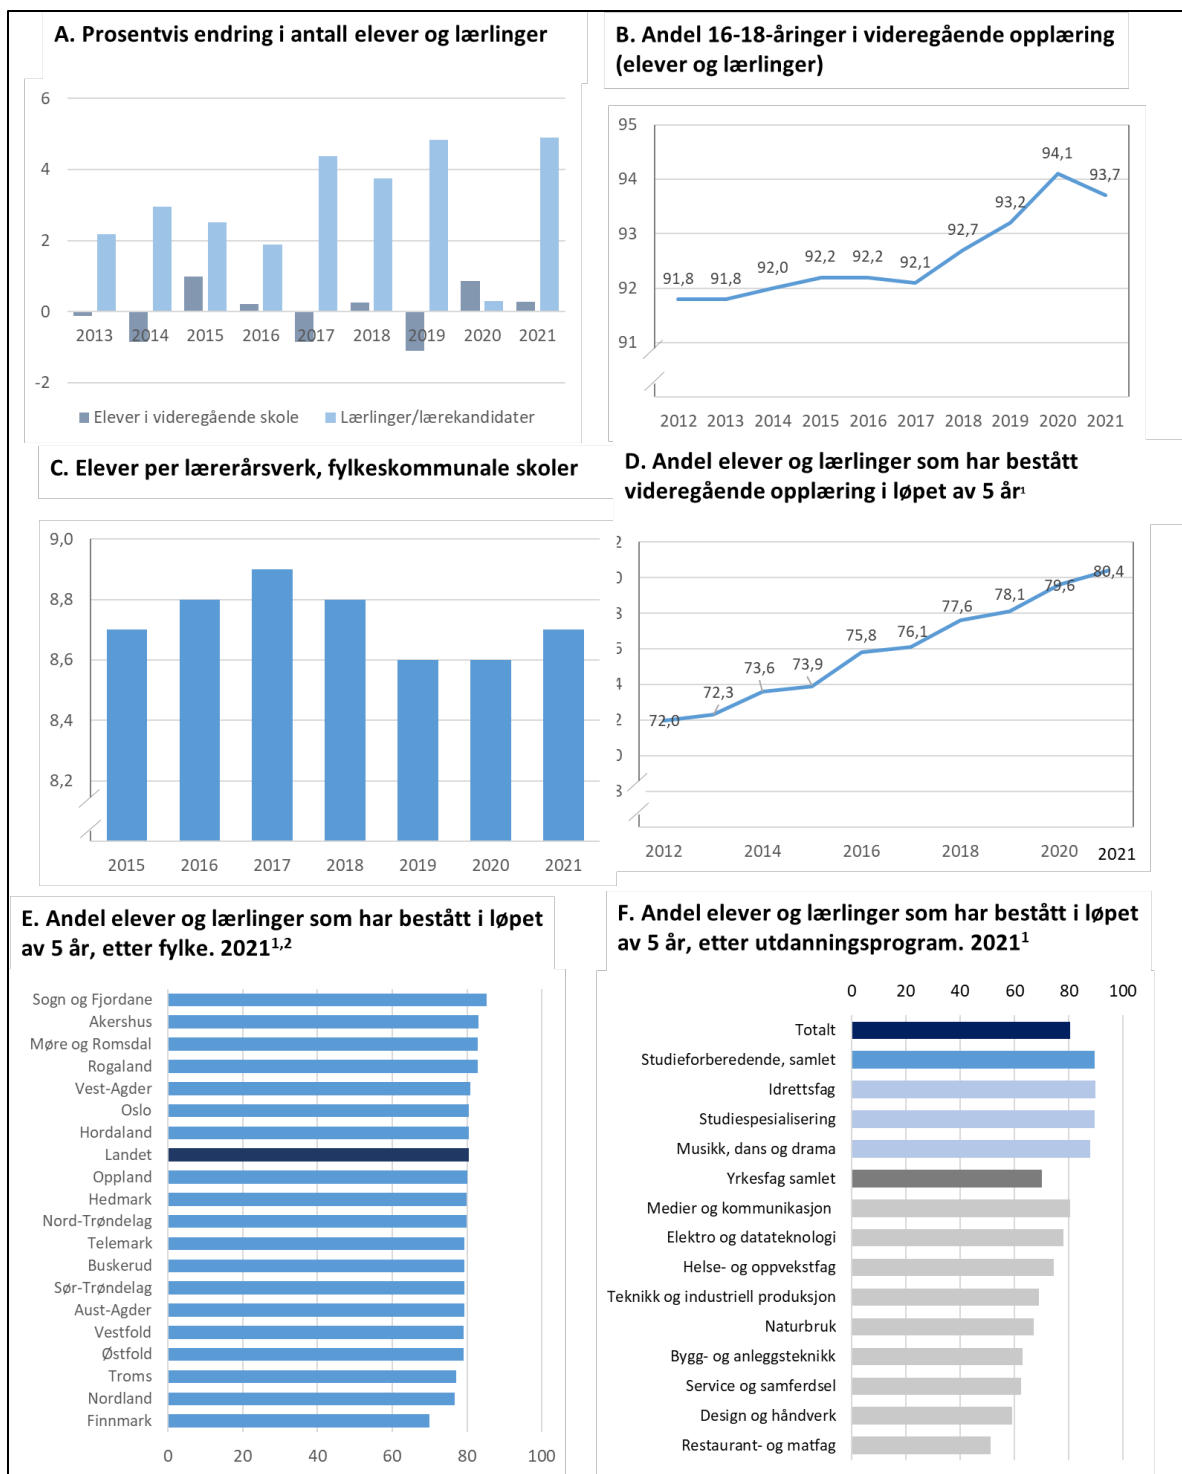 A. Prosentvis endring i antall elever og lærlinger
6
4
2
0
-2
2013 2014 2015 2016 2017 2018 2019 2020 2021
Elever i videregående skole Lærlinger/lærekandidater
B. Andel 16-18-åringer i videregående opplæring
(elever og lærlinger)
95
94
93
92
91
91,8 91,8 92,0 92,2 92,2 92,1 92,7 93,2 94,1 93,7
2012 2013 2014 2015 2016 2017 2018 2019 2020 2021
C. Elever per lærerårsverk, fylkeskommunale skoler
9,0
8,8
8,6
8,4
8,2
2015 2016 2017 2018 2019 2020 2021
D. Andel elever og lærlinger som har bestått
videregående opplæring i løpet av 5 år¹
2
0
8
6
4
2
0
8
72,0 72,3 73,6 73,9 75,8 76,1 77,6 78,1 79,6 80,4
2012 2014 2016 2018 2020 2021
E. Andel elever og lærlinger som har bestått i løpet
av 5 år, etter fylke. 2021¹,²
Sogn og Fjordane
Akershus
Møre og Romsdal
Rogaland
Vest-Agder
Oslo
Hordaland
Landet
Oppland
Hedmark
Nord-Trøndelag
Telemark
Buskerud
Sør-Trøndelag
Aust-Agder
Vestfold
Østfold
Troms
Nordland
Finnmark
0 20 40 60 80 100
F. Andel elever og lærlinger som har bestått i løpet
av 5 år, etter utdanningsprogram. 2021¹
0 20 40 60 80 100
Totalt
Studieforberedende, samlet
Idrettsfag
Studiespesialisering
Musikk, dans og drama
Yrkesfag samlet
Medier og kommunikasjon
Elektro og datateknologi
Helse- og oppvekstfag
Teknikk og industriell produksjon
Naturbruk
Bygg- og anleggsteknikk
Service og samferdsel
Design og håndverk
Restaurant- og matfag